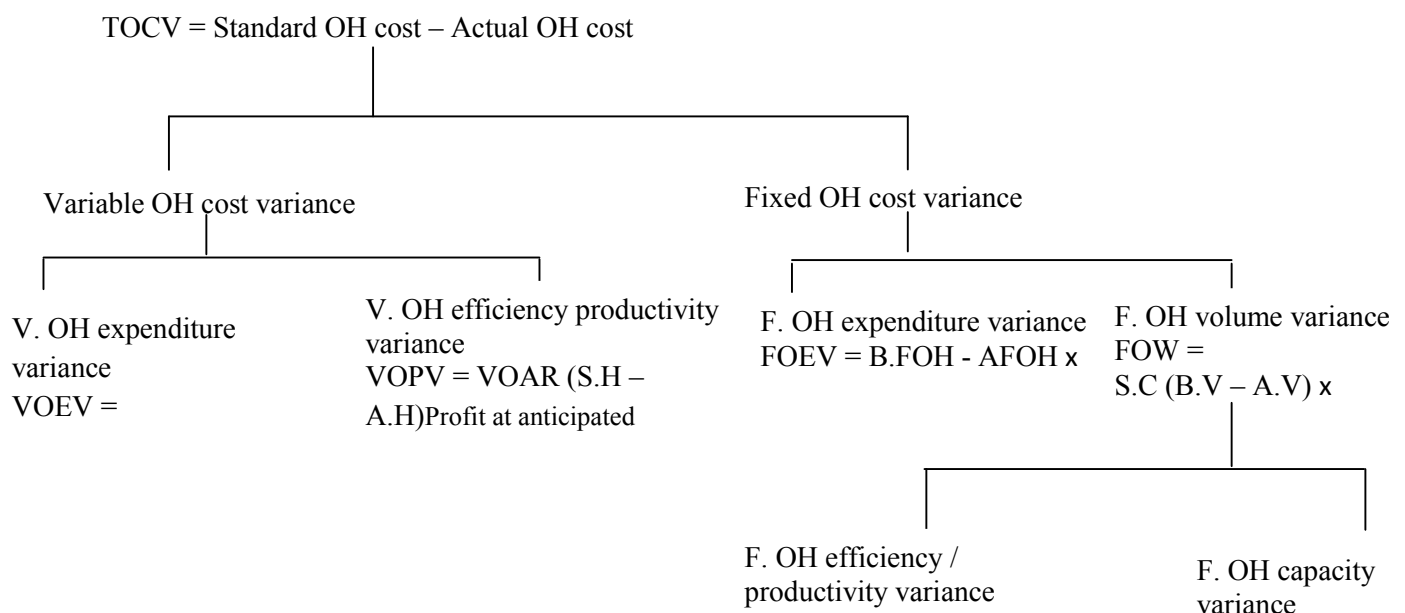 TOCV = Standard OH cost – Actual OH cost
Variable OH cost variance
Fixed OH cost variance
V. OH expenditure
variance
VOEV =
V. OH efficiency productivity
variance
VOPV = VOAR (S.H –
A.H)Profit at anticipated
F. OH expenditure variance
FOEV = B.FOH - AFOH x
F. OH volume variance
FOW =
S.C (B.V – A.V) x
F. OH efficiency /
productivity variance
F. OH capacity
variance